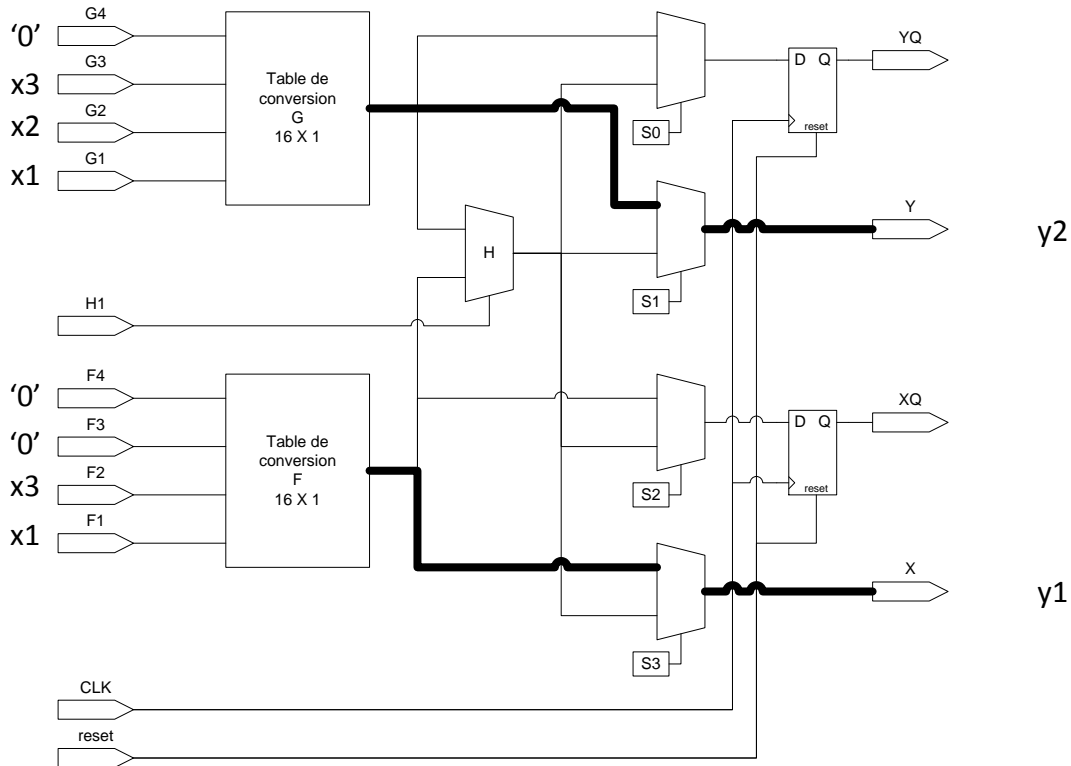 G4
‘0’
G3
x3
G2
x2
G1
x1
Table de
conversion
G
16 X 1
S0
D Q
reset
YQ
H
S1
Y
y2
H1
F4
‘0’
F3
‘0’
F2
x3
F1
x1
Table de
conversion
F
16 X 1
S2
D Q
reset
XQ
S3
X
y1
CLK
reset